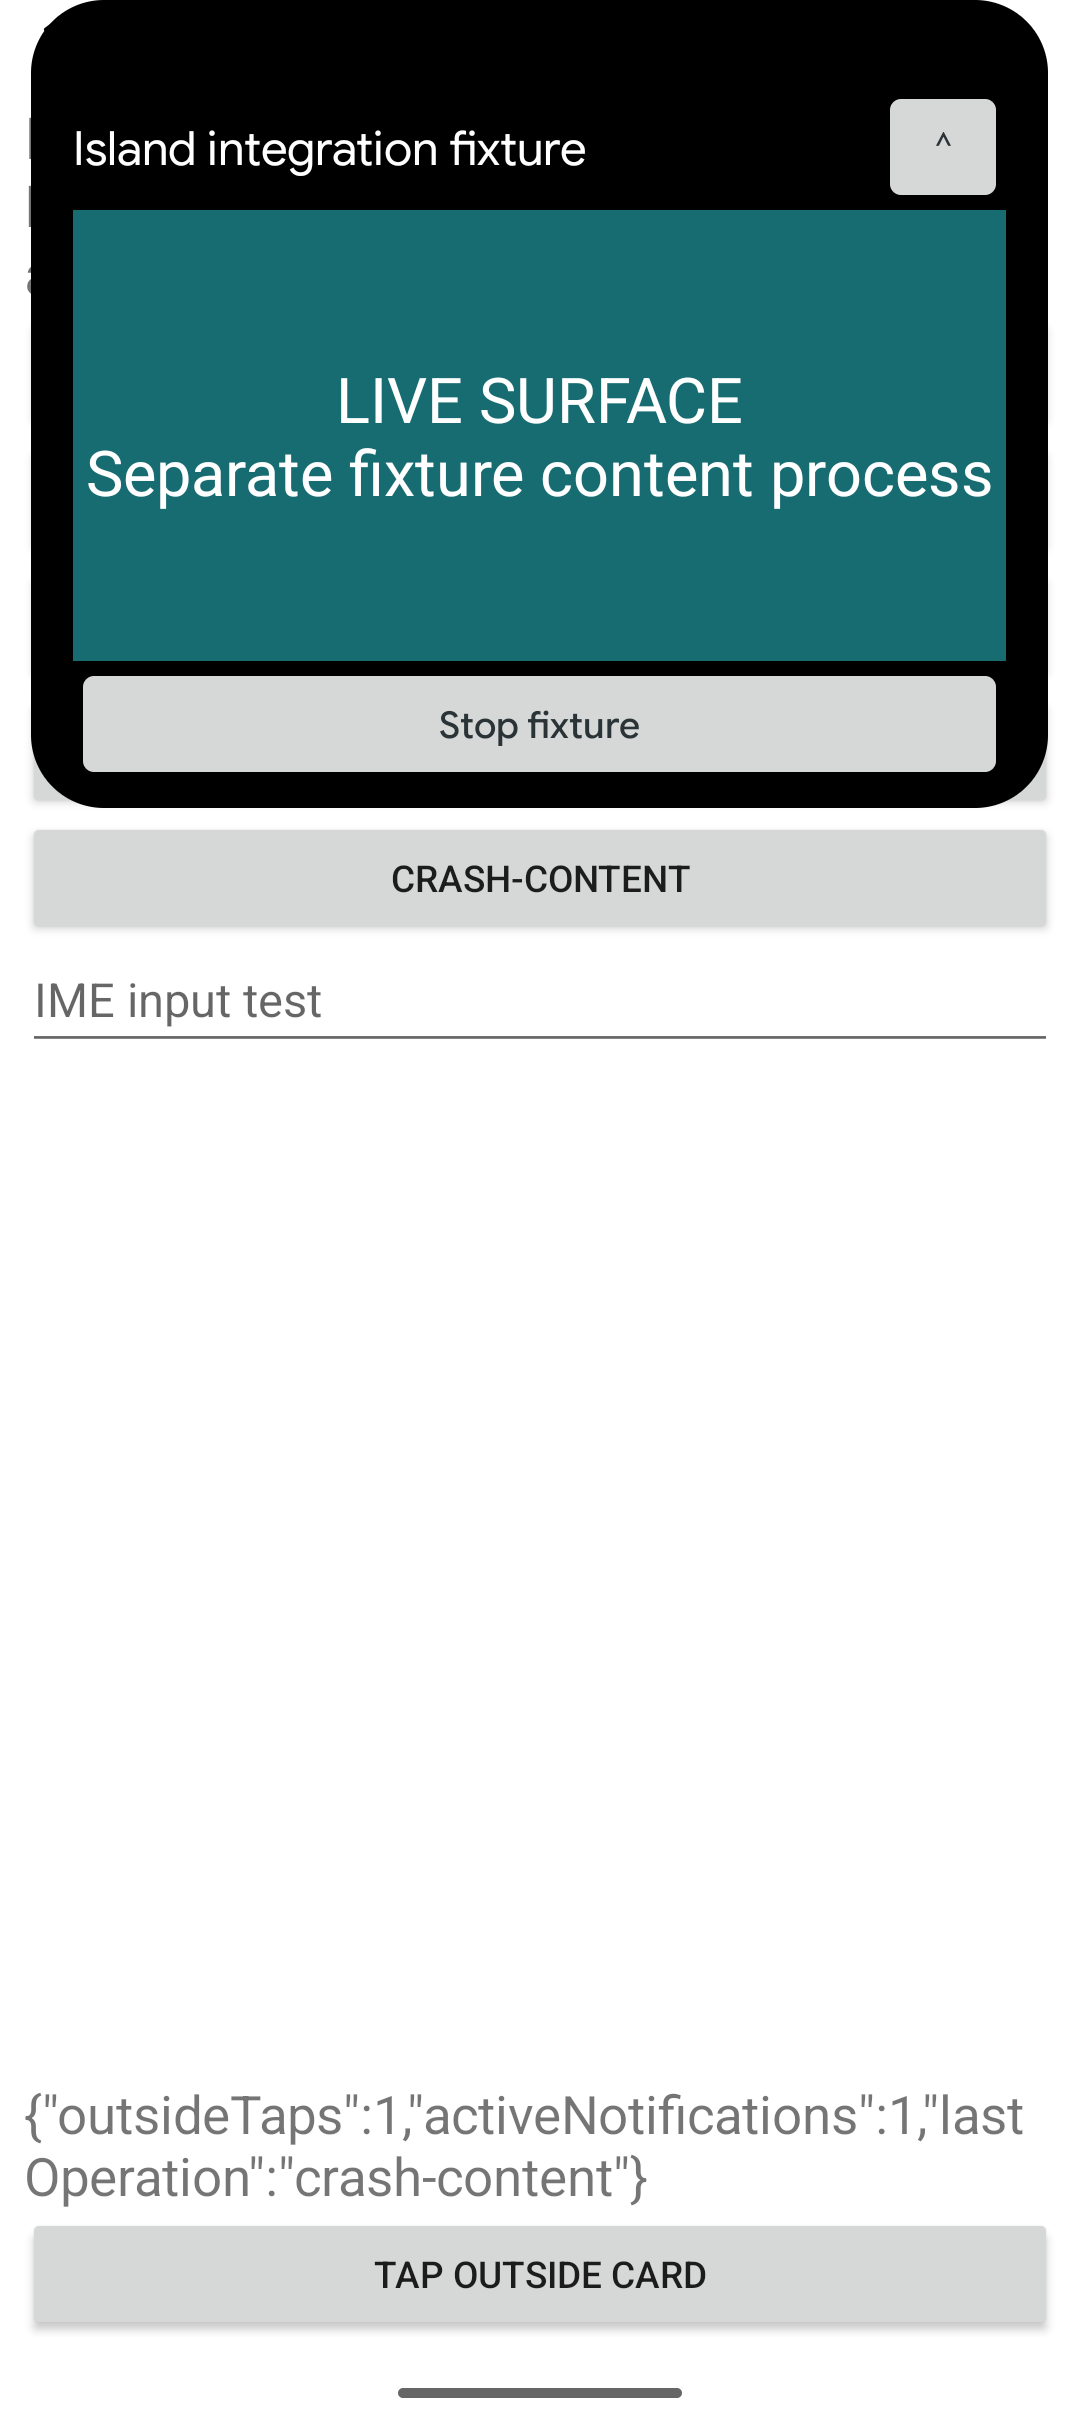 Island integration fixture
^
LIVE SURFACE
Separate fixture content process
Stop fixture
CRASH-CONTENT
IME input test
{"outsideTaps":1,"activeNotifications":1,"last
Operation":"crash-content"}
TAP OUTSIDE CARD